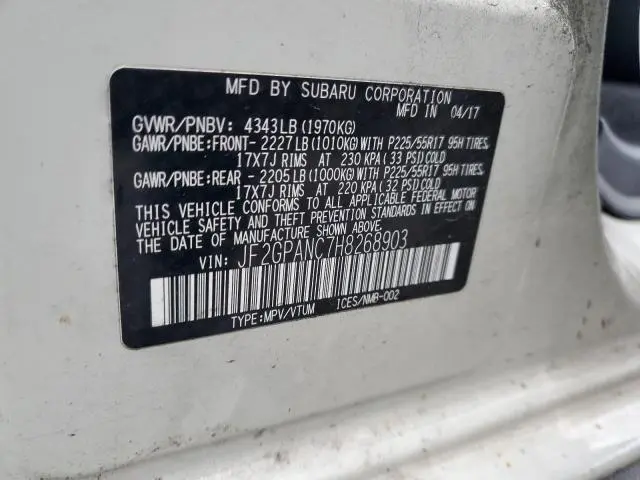 MFD BY SUBARU CORPORATION
MFD IN 04/17
GVWR/PNBV: 4343LB(1970KG)
GAWR/PNBE:FRONT- 2227LB(1010KG)WITH P225/55R17 95H TIRES,
17X7J RIMS AT 230 KPA(33 PSI)COLD
GAWR/PNBE:REAR - 2205LB(1000KG)WITH P225/55R17 95H TIRES,
17X7J RIMS AT 220 KPA(32 PSI)COLD
THIS VEHICLE CONFORMS TO ALL APPLICABLE FEDERAL MOTOR
VEHICLE SAFETY AND THEFT PREVENTION STANDARDS IN EFFECT ON
THE DATE OF MANUFACTURE SHOWN ABOVE.
VIN: JF2GPANC7H8268903
TYPE:MPV/VTUM ICES/NMB-002